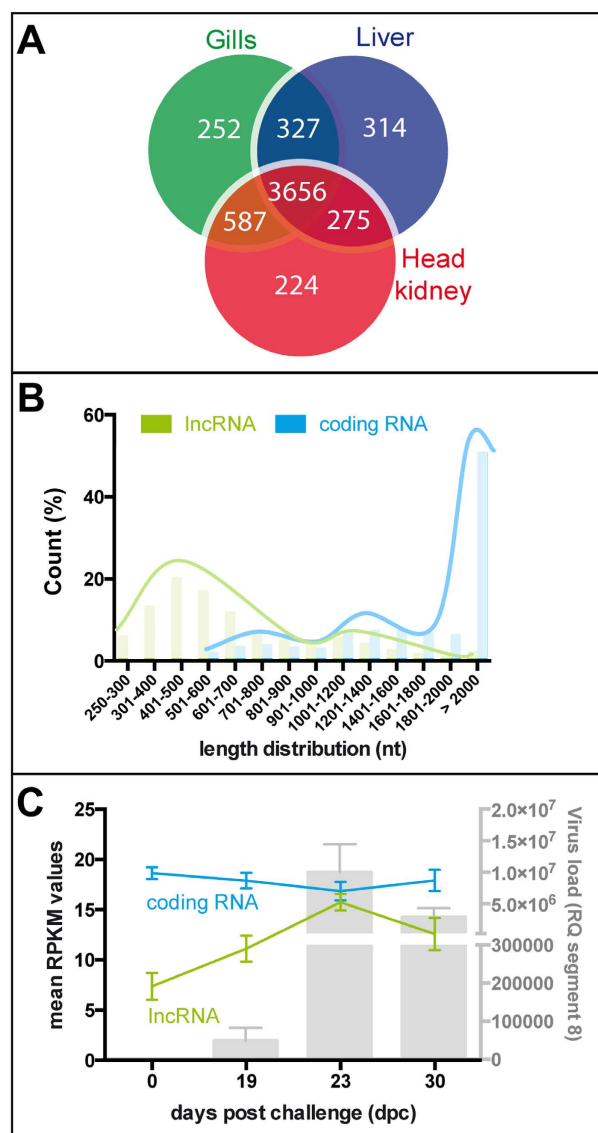 A
Gills
Liver
252
327
314
3656
587
275
224
Head
kidney
B
60
40
20
0
Count (%)
lncRNA
coding RNA
250-300
301-400
401-500
501-600
601-700
701-800
801-900
901-1000
1001-1200
1201-1400
1401-1600
1601-1800
1801-2000
> 2000
length distribution (nt)
C
25
20
15
10
5
0
mean RPKM values
coding RNA
lncRNA
2.0×10⁷
1.5×10⁷
1.0×10⁷
5.0×10⁶
300000
200000
100000
0
Virus load (RQ segment 8)
0
19
23
30
days post challenge (dpc)